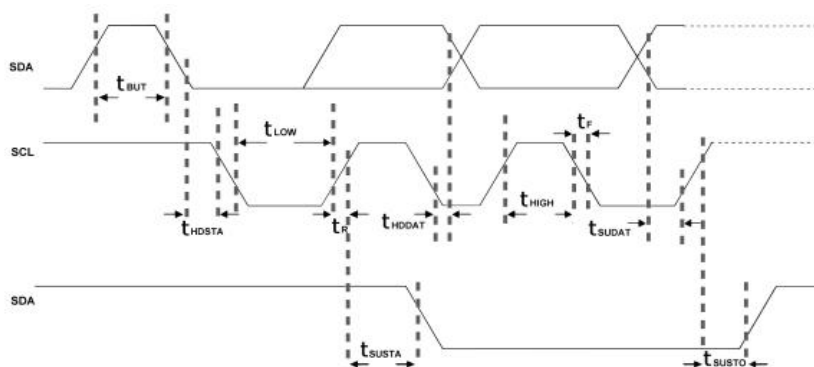 SDA
tBUT
tLOW
tF
SCL
tHDSTA
tR
tHDDAT
tHIGH
tSUDAT
SDA
tSUSTA
tSUSTO